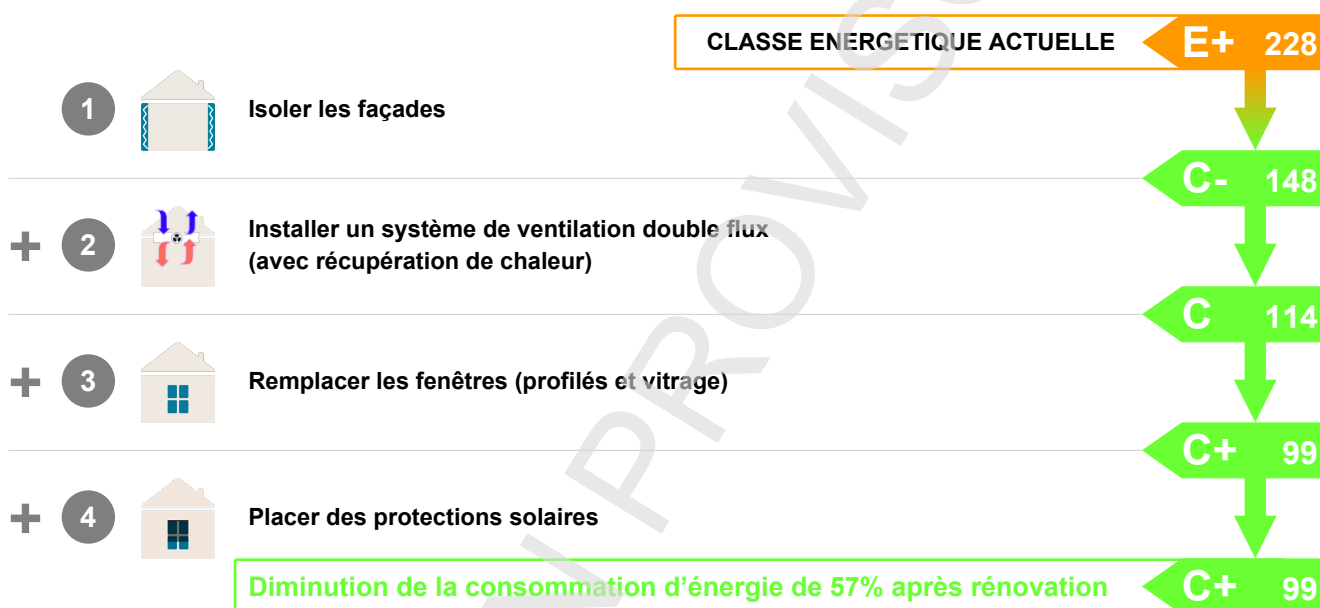 CLASSE ENERGETIQUE ACTUELLE E+ 228
1 Isoler les façades
C- 148
+ 2 Installer un système de ventilation double flux
(avec récupération de chaleur)
C 114
+ 3 Remplacer les fenêtres (profilés et vitrage)
C+ 99
+ 4 Placer des protections solaires
Diminution de la consommation d’énergie de 57% après rénovation C+ 99